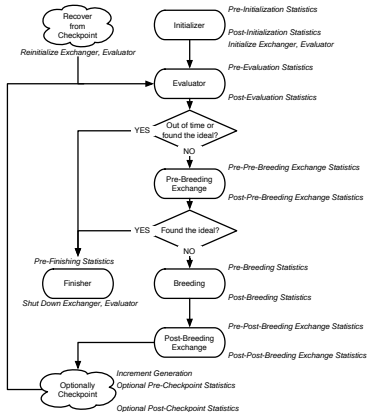 Recover
from
Checkpoint
Reinitialize Exchanger, Evaluator
Pre-Initialization Statistics
Initializer
Post-Initialization Statistics
Initialize Exchanger, Evaluator
Pre-Evaluation Statistics
Evaluator
Post-Evaluation Statistics
YES
Out of time or
found the ideal?
NO
Pre-Pre-Breeding Exchange Statistics
Pre-Breeding
Exchange
Post-Pre-Breeding Exchange Statistics
YES
Found the ideal?
NO
Pre-Finishing Statistics
Finisher
Shut Down Exchanger, Evaluator
Pre-Breeding Statistics
Breeding
Post-Breeding Statistics
Pre-Post-Breeding Exchange Statistics
Post-Breeding
Exchange
Post-Post-Breeding Exchange Statistics
Increment Generation
Optionally
Checkpoint
Optional Pre-Checkpoint Statistics
Optional Post-Checkpoint Statistics